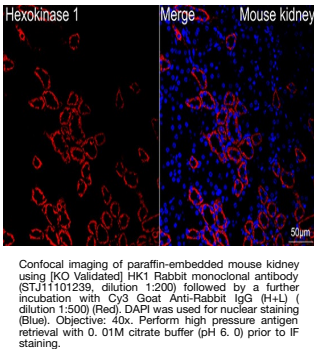 Hexokinase 1
Merge
Mouse kidney
50μm
Confocal imaging of paraffin-embedded mouse kidney
using [KO Validated] HK1 Rabbit monoclonal antibody
(STJ11101239, dilution 1:200) followed by a further
incubation with Cy3 Goat Anti-Rabbit IgG (H+L) (
dilution 1:500) (Red). DAPI was used for nuclear staining
(Blue). Objective: 40x. Perform high pressure antigen
retrieval with 0. 01M citrate buffer (pH 6. 0) prior to IF
staining.